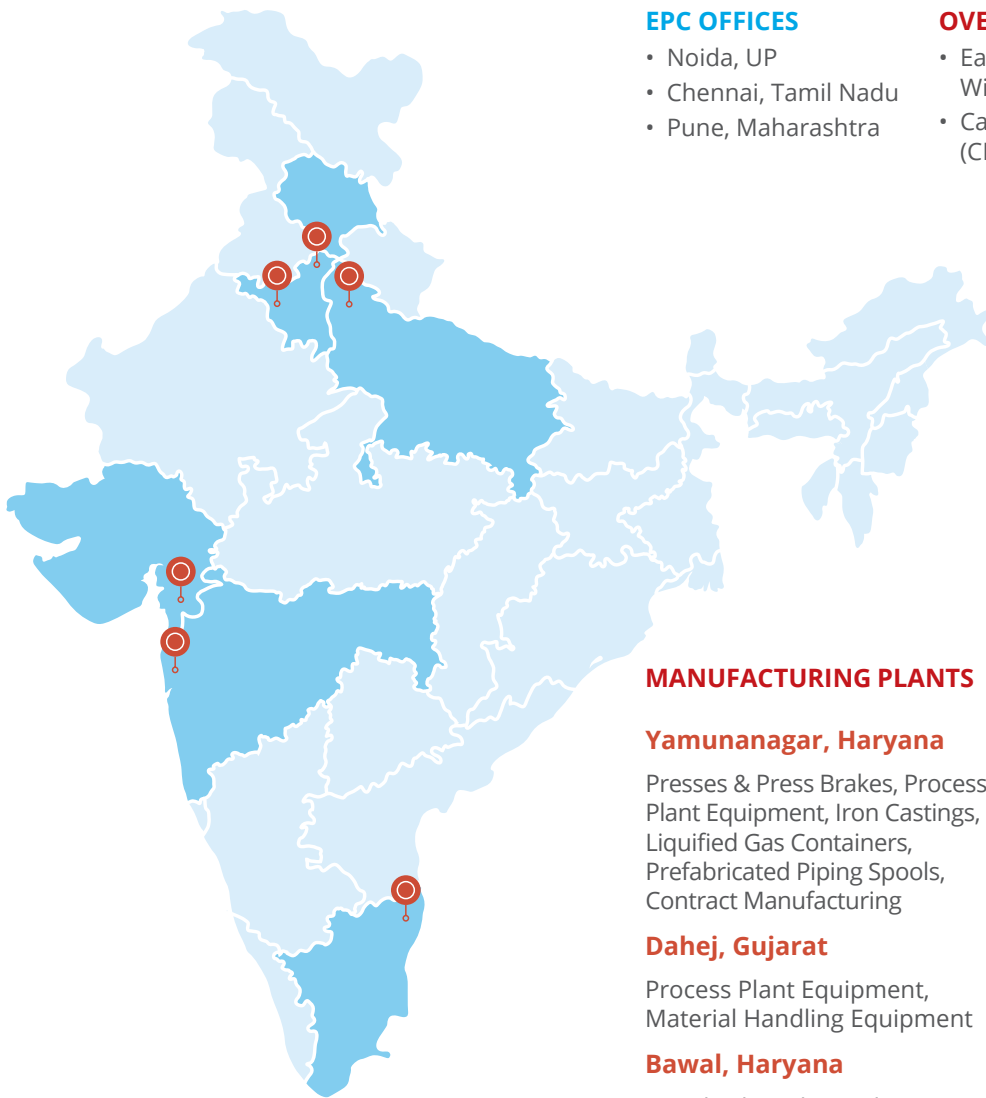 EPC OFFICES
• Noida, UP
• Chennai, Tamil Nadu
• Pune, Maharashtra
MANUFACTURING PLANTS
Yamunanagar, Haryana
Presses & Press Brakes, Process
Plant Equipment, Iron Castings,
Liquified Gas Containers,
Prefabricated Piping Spools,
Contract Manufacturing
Dahej, Gujarat
Process Plant Equipment,
Material Handling Equipment
Bawal, Haryana